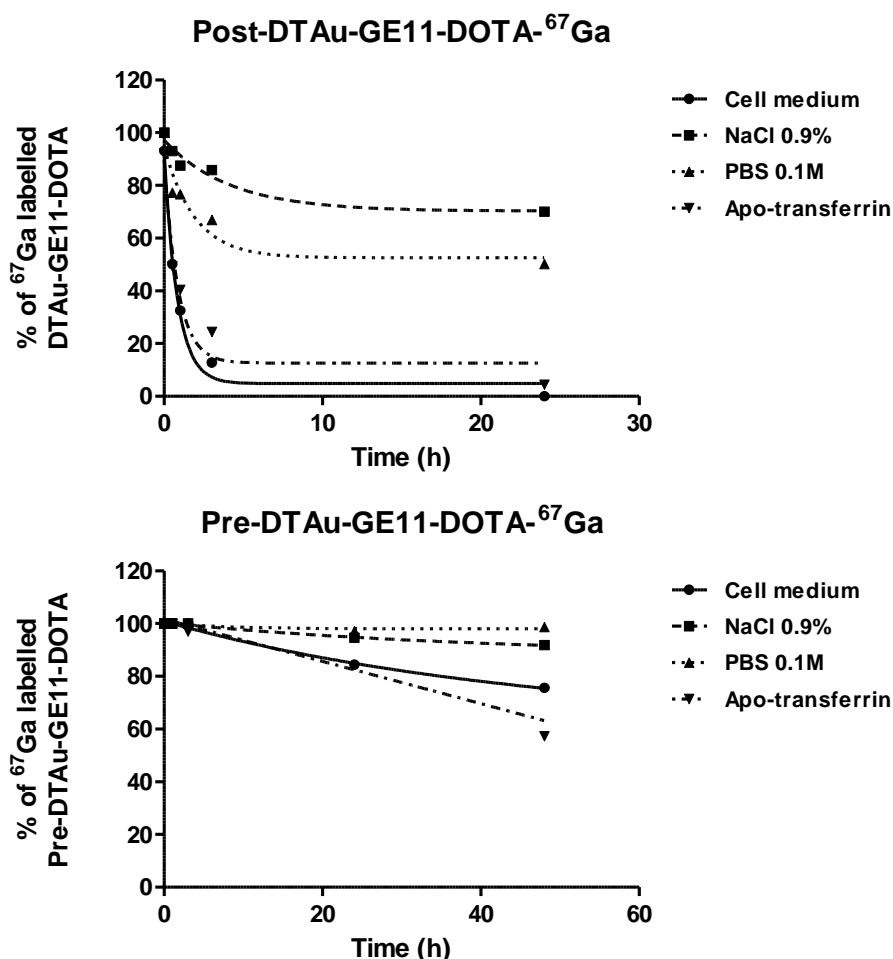 Post-DTAu-GE11-DOTA-⁶⁷Ga
% of ⁶⁷Ga labelled
DTAu-GE11-DOTA
120
100
80
60
40
20
0
0
10
20
30
Time (h)
Cell medium
NaCl 0.9%
PBS 0.1M
Apo-transferrin
Pre-DTAu-GE11-DOTA-⁶⁷Ga
% of ⁶⁷Ga labelled
Pre-DTAu-GE11-DOTA
120
100
80
60
40
20
0
0
20
40
60
Time (h)
Cell medium
NaCl 0.9%
PBS 0.1M
Apo-transferrin